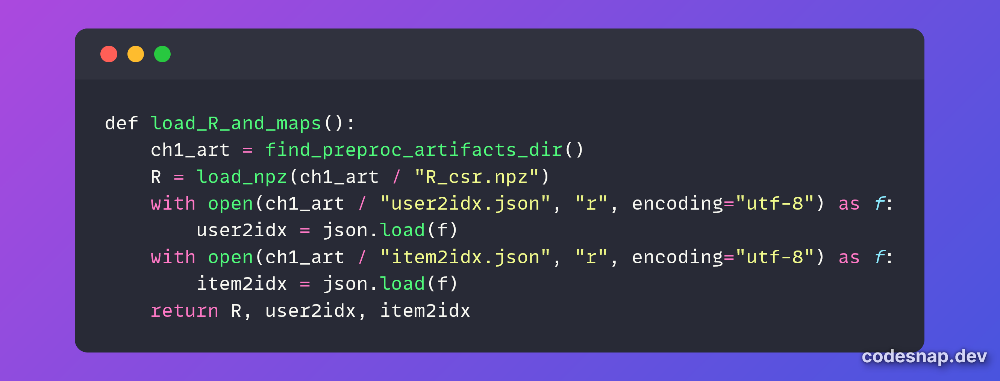 def load_R_and_maps():
    ch1_art = find_preproc_artifacts_dir()
    R = load_npz(ch1_art / "R_csr.npz")
    with open(ch1_art / "user2idx.json", "r", encoding="utf-8") as f:
        user2idx = json.load(f)
    with open(ch1_art / "item2idx.json", "r", encoding="utf-8") as f:
        item2idx = json.load(f)
    return R, user2idx, item2idx
codesnap.dev